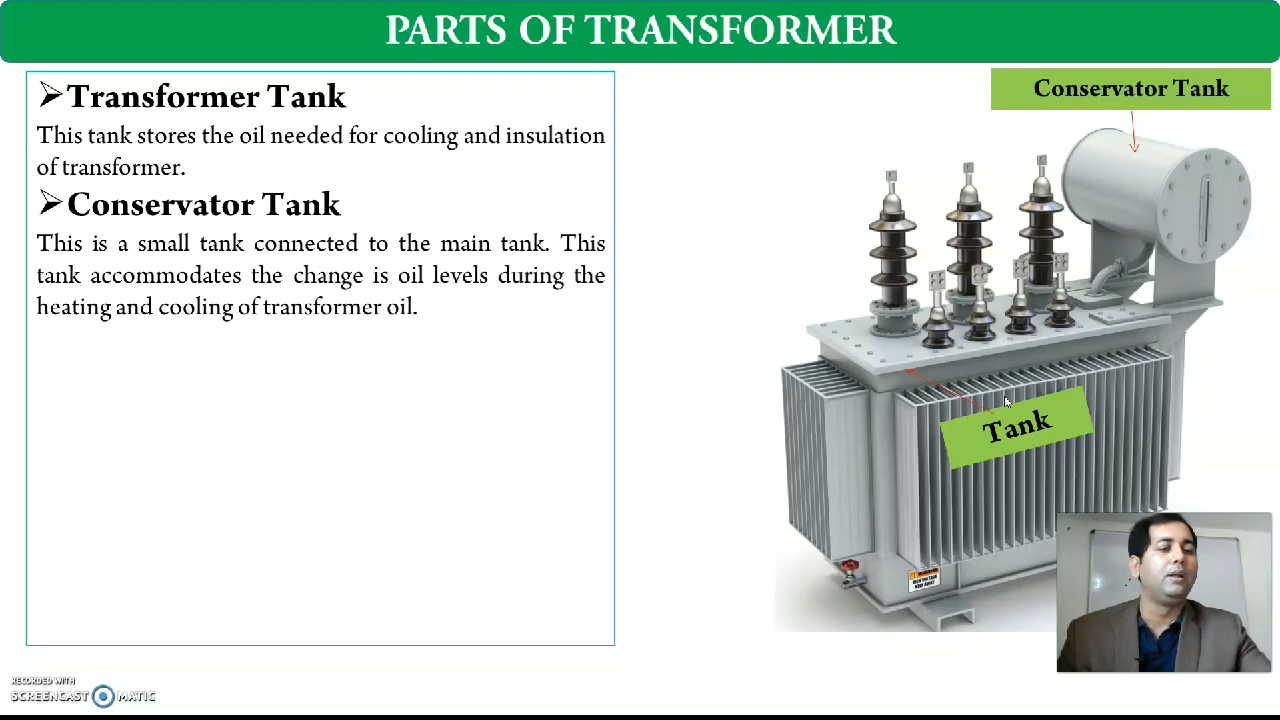 PARTS OF TRANSFORMER
➢Transformer Tank
This tank stores the oil needed for cooling and insulation
of transformer.
➢Conservator Tank
This is a small tank connected to the main tank. This
tank accommodates the change is oil levels during the
heating and cooling of transformer oil.
Conservator Tank
Tank
RECORDED WITH
SCREENCAST MATIC